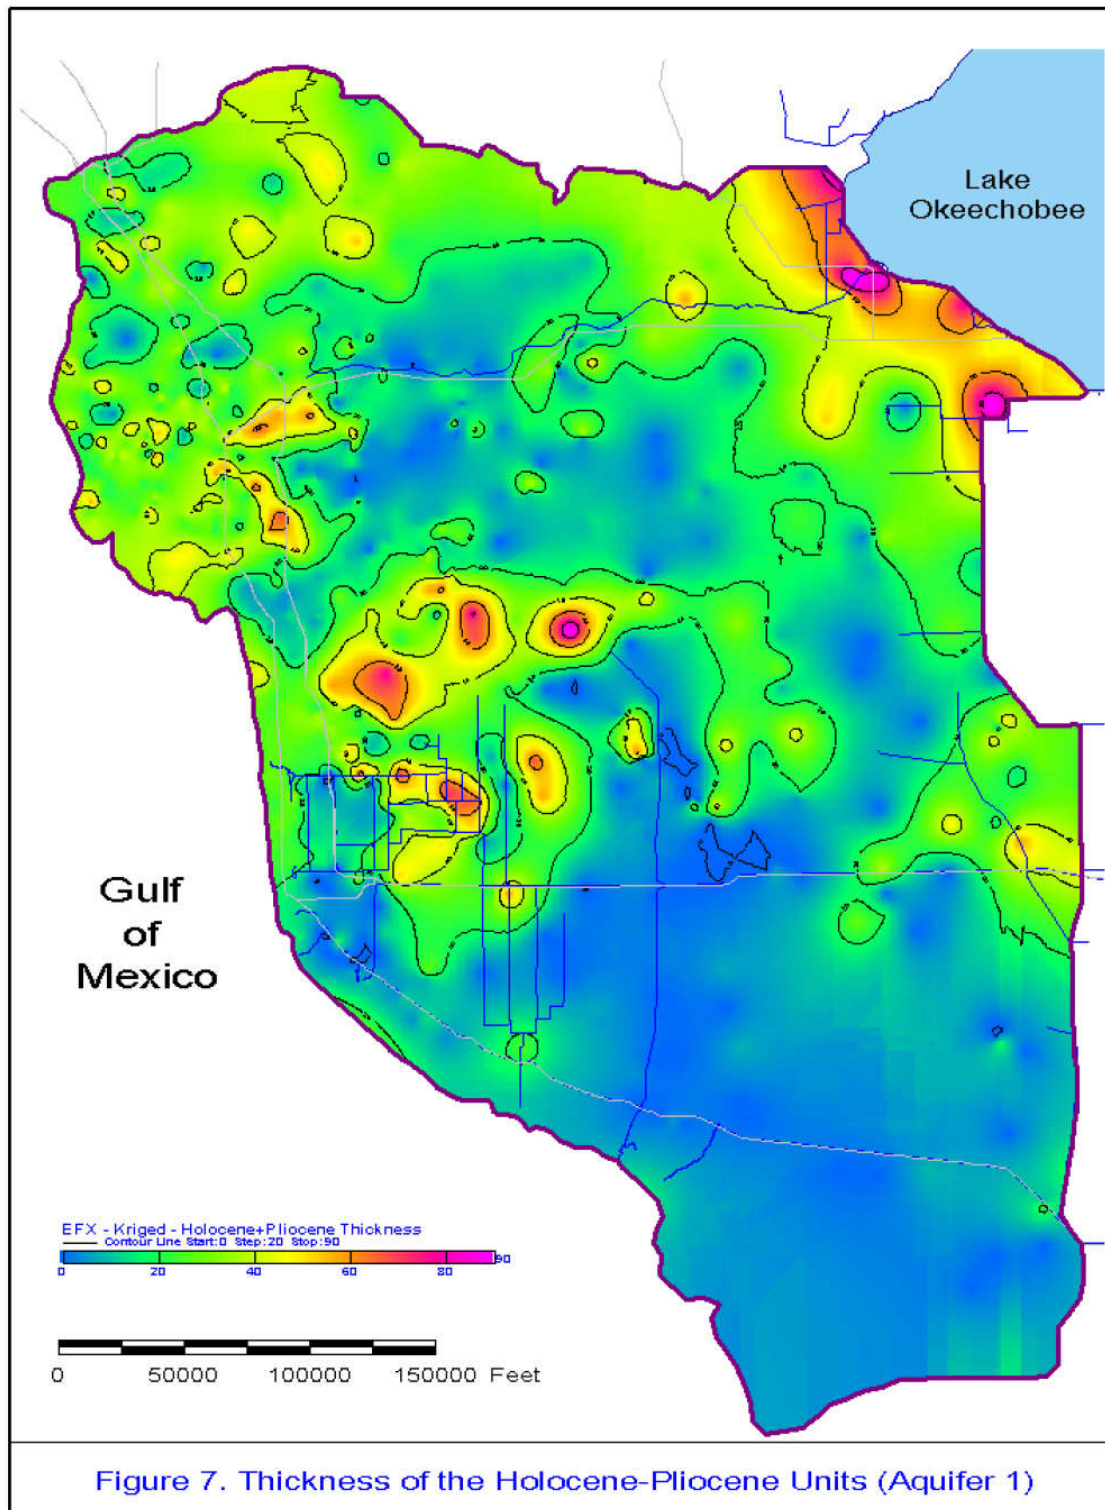 Lake
Okeechobee
Gulf
of
Mexico
EFX - Kriged - Holocene+Pliocene Thickness
Contour Line Start:0 Step:20 Stop:90
0 20 40 60 80 90
0 50000 100000 150000 Feet
Figure 7. Thickness of the Holocene-Pliocene Units (Aquifer 1)